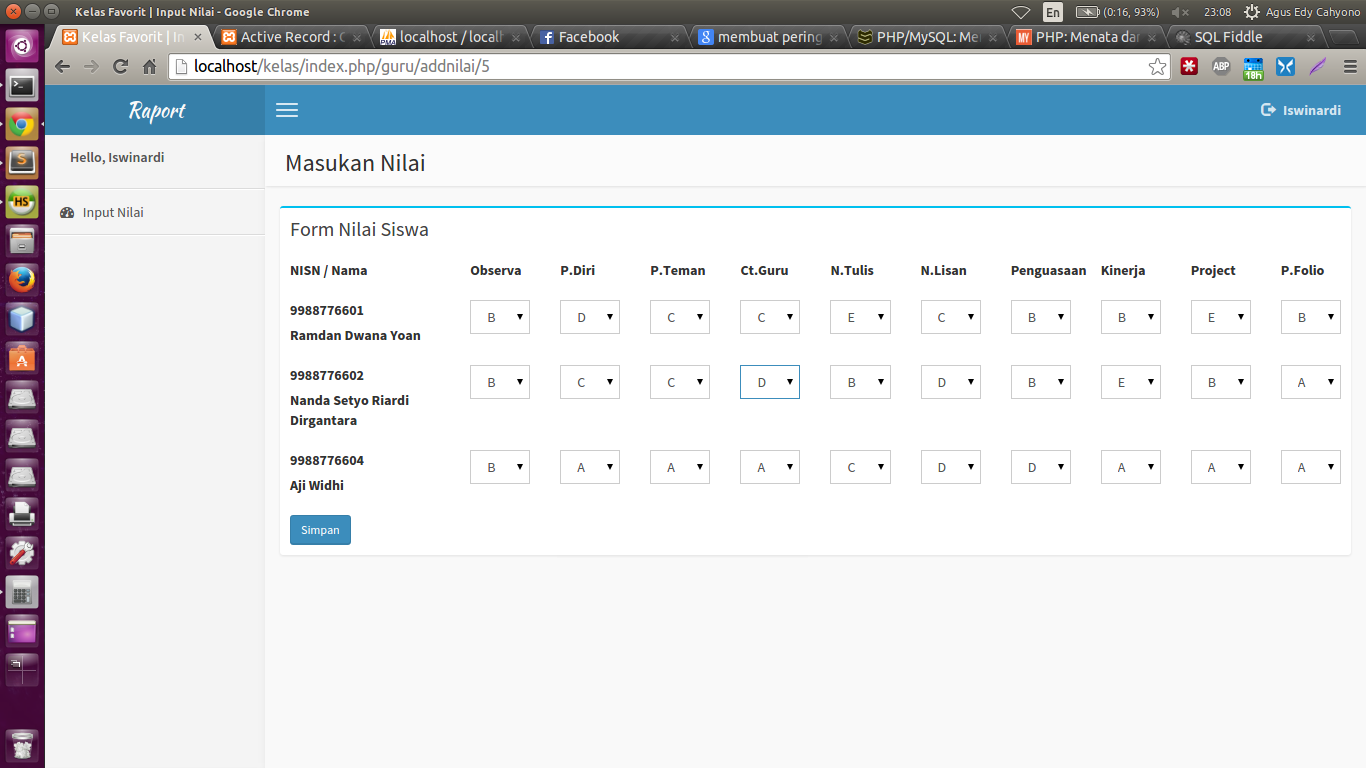 Kelas Favorit | Input Nilai - Google Chrome
En (0:16, 93%) 23:08 Agus Edy Cahyono
Kelas Favorit | In Active Record : C localhost / localh Facebook membuat pering PHP/MySQL: Me PHP: Menata da SQL Fiddle
localhost/kelas/index.php/guru/addnilai/5
ABP 18h
Raport
Iswinardi
Hello, Iswinardi
Input Nilai
Masukan Nilai
Form Nilai Siswa
NISN / Nama Observa P.Diri P.Teman Ct.Guru N.Tulis N.Lisan Penguasaan Kinerja Project P.Folio
9988776601 B D C C E C B B E B
Ramdan Dwana Yoan
9988776602 B C C D B D B E B A
Nanda Setyo Riardi
Dirgantara
9988776604 B A A A C D D A A A
Aji Widhi
Simpan